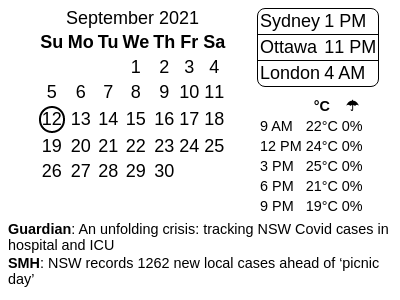 September 2021
Su Mo Tu We Th Fr Sa
1 2 3 4
5 6 7 8 9 10 11
12 13 14 15 16 17 18
19 20 21 22 23 24 25
26 27 28 29 30
Sydney 1 PM
Ottawa 11 PM
London 4 AM
°C ☂
9 AM 22°C 0%
12 PM 24°C 0%
3 PM 25°C 0%
6 PM 21°C 0%
9 PM 19°C 0%
Guardian: An unfolding crisis: tracking NSW Covid cases in
hospital and ICU
SMH: NSW records 1262 new local cases ahead of ‘picnic
day’